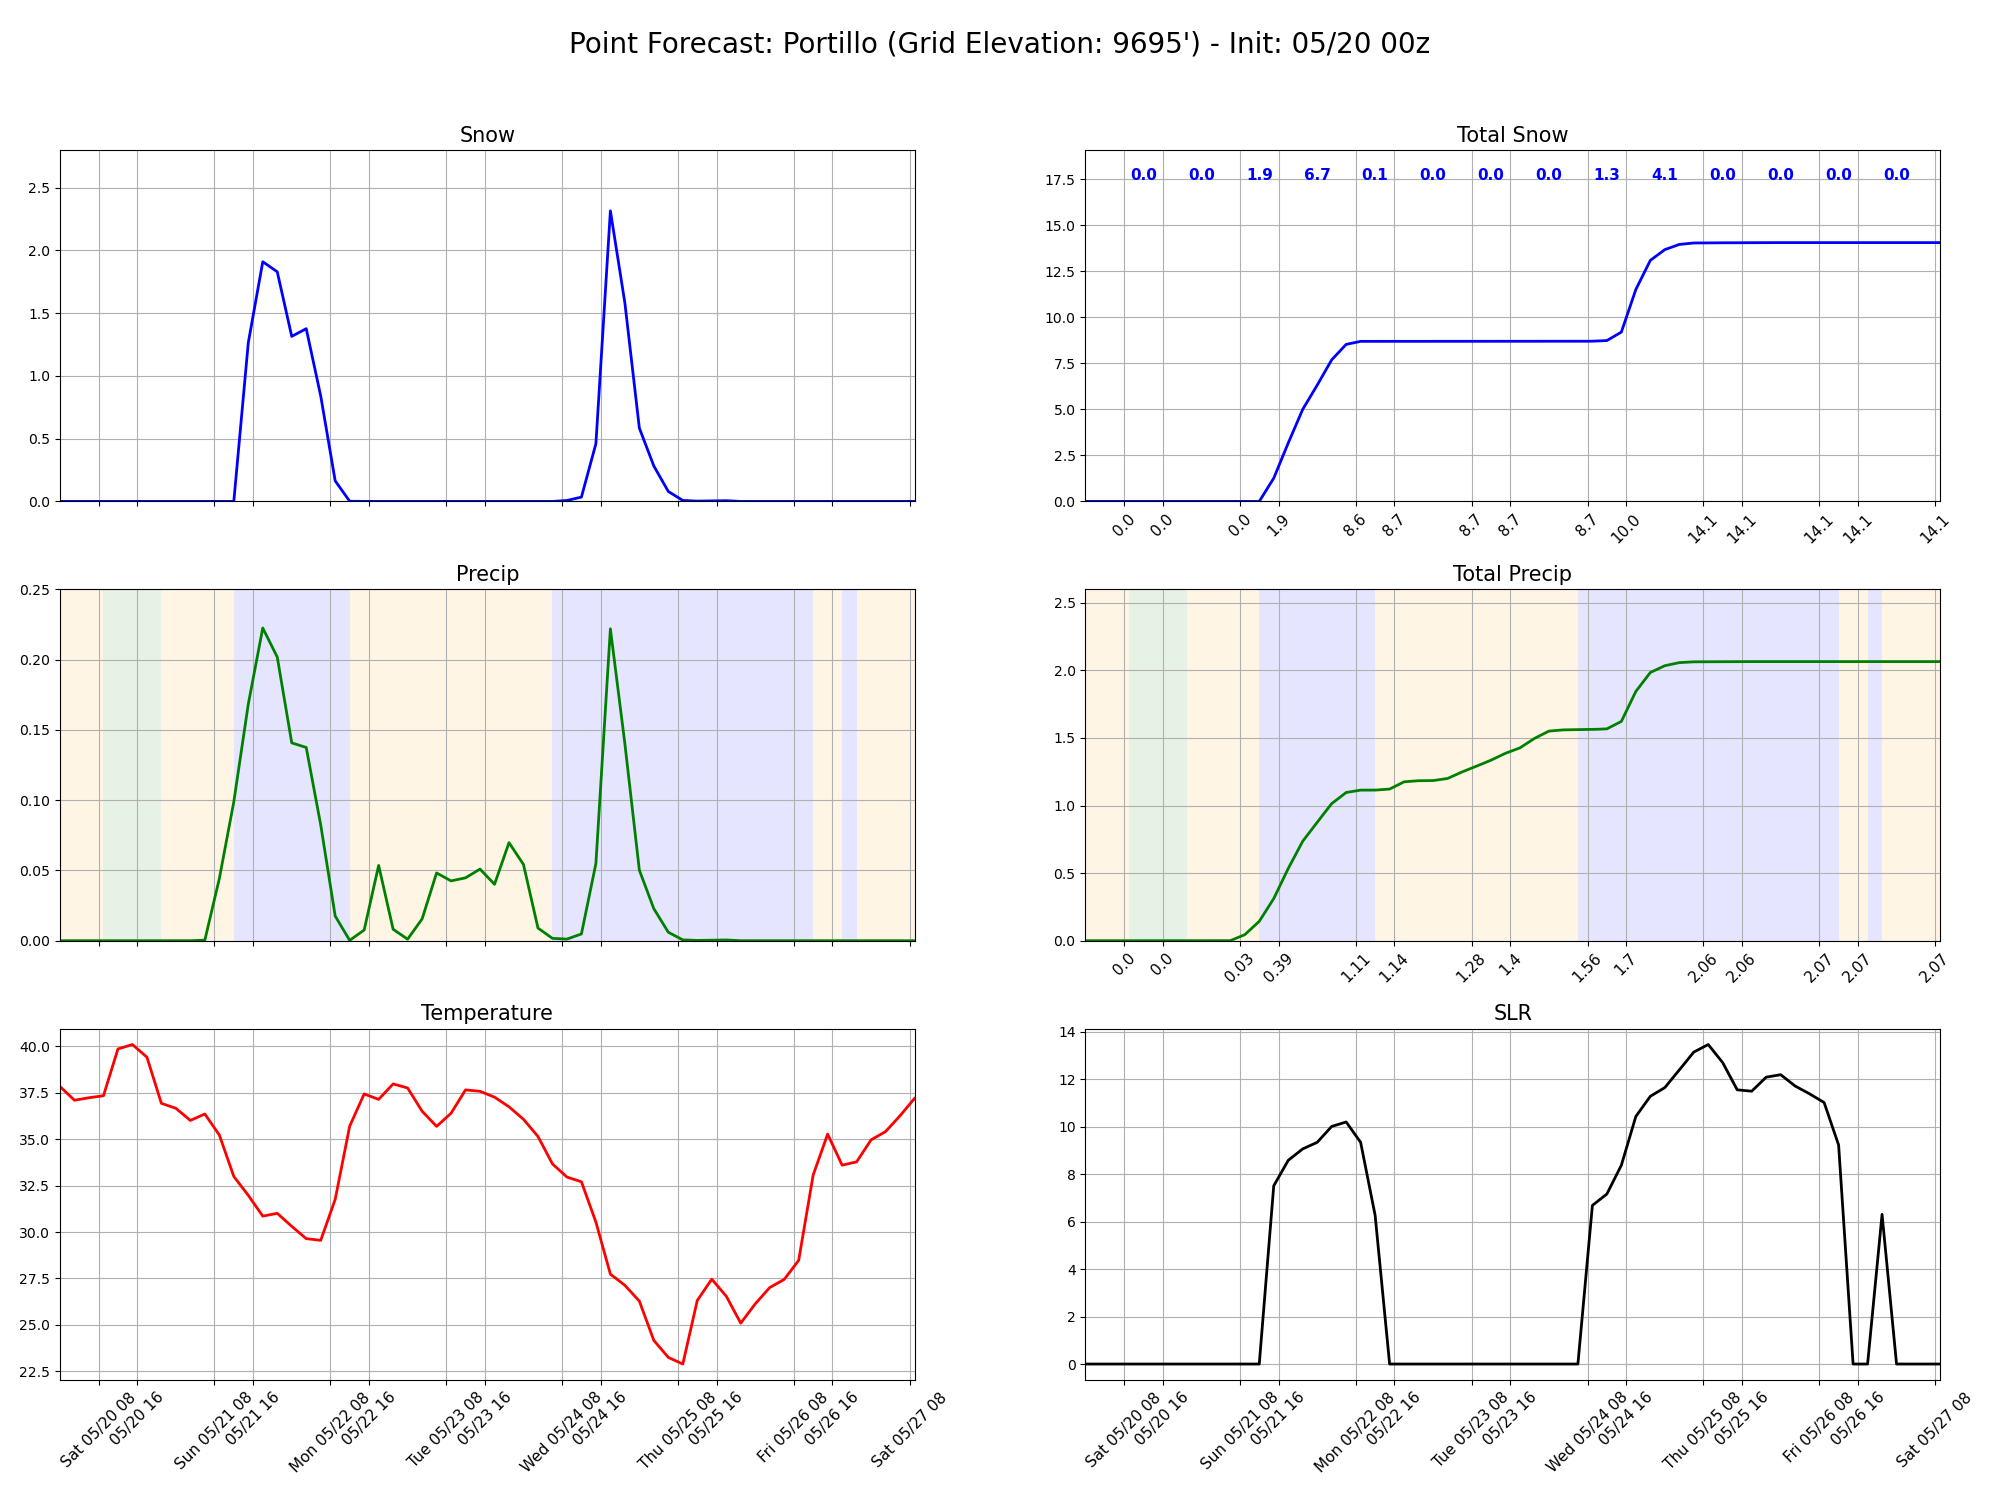 Point Forecast: Portillo (Grid Elevation: 9695') - Init: 05/20 00z
Snow
2.5
2.0
1.5
1.0
0.5
0.0
Total Snow
0.0 0.0 1.9 6.7 0.1 0.0 0.0 0.0 1.3 4.1 0.0 0.0 0.0 0.0
17.5
15.0
12.5
10.0
7.5
5.0
2.5
0.0
0.0 0.0 0.0 1.9 8.6 8.7 8.7 8.7 8.7 10.0 14.1 14.1 14.1 14.1 14.1
Precip
0.25
0.20
0.15
0.10
0.05
0.00
Total Precip
2.5
2.0
1.5
1.0
0.5
0.0
0.0 0.0 0.03 0.39 1.11 1.14 1.28 1.4 1.56 1.7 2.06 2.06 2.07 2.07 2.07
Temperature
40.0
37.5
35.0
32.5
30.0
27.5
25.0
22.5
Sat 05/20 08
05/20 16
Sun 05/21 08
05/21 16
Mon 05/22 08
05/22 16
Tue 05/23 08
05/23 16
Wed 05/24 08
05/24 16
Thu 05/25 08
05/25 16
Fri 05/26 08
05/26 16
Sat 05/27 08
SLR
14
12
10
8
6
4
2
0
Sat 05/20 08
05/20 16
Sun 05/21 08
05/21 16
Mon 05/22 08
05/22 16
Tue 05/23 08
05/23 16
Wed 05/24 08
05/24 16
Thu 05/25 08
05/25 16
Fri 05/26 08
05/26 16
Sat 05/27 08